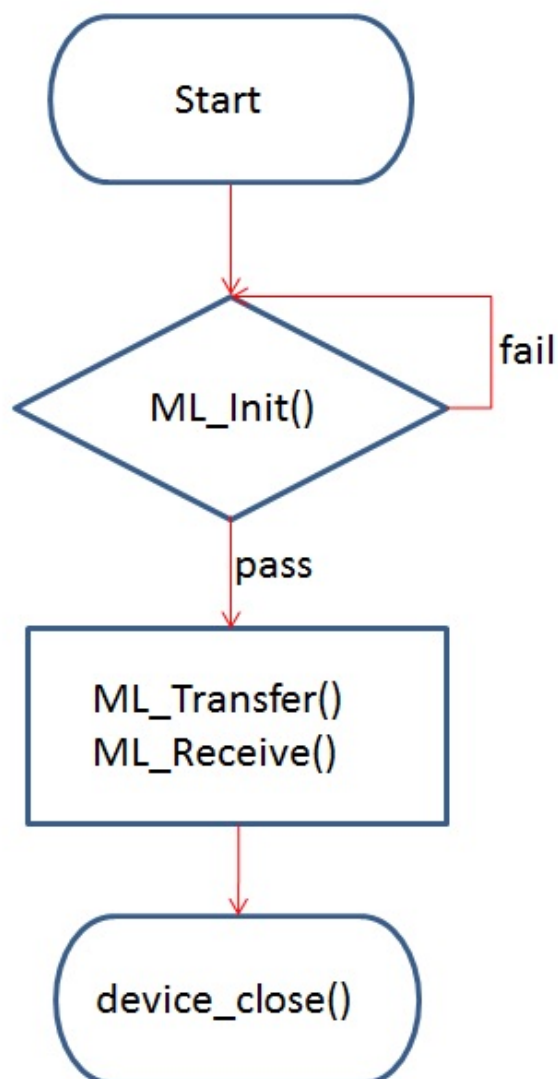 Start
fail
ML_Init()
pass
ML_Transfer()
ML_Receive()
device_close()